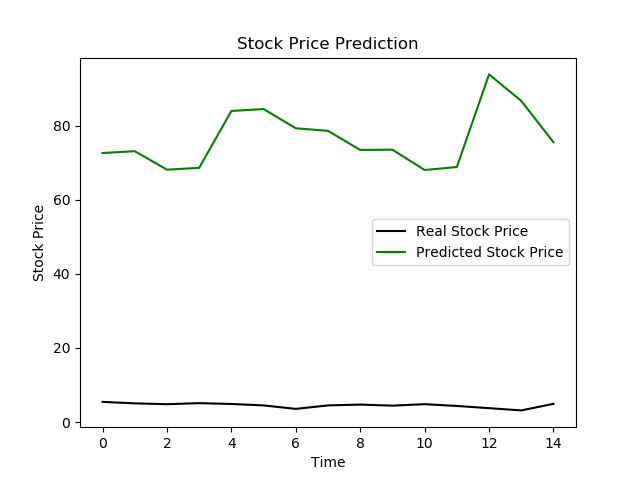 Stock Price Prediction
Stock Price
80
60
40
20
0
Real Stock Price
Predicted Stock Price
0 2 4 6 8 10 12 14
Time